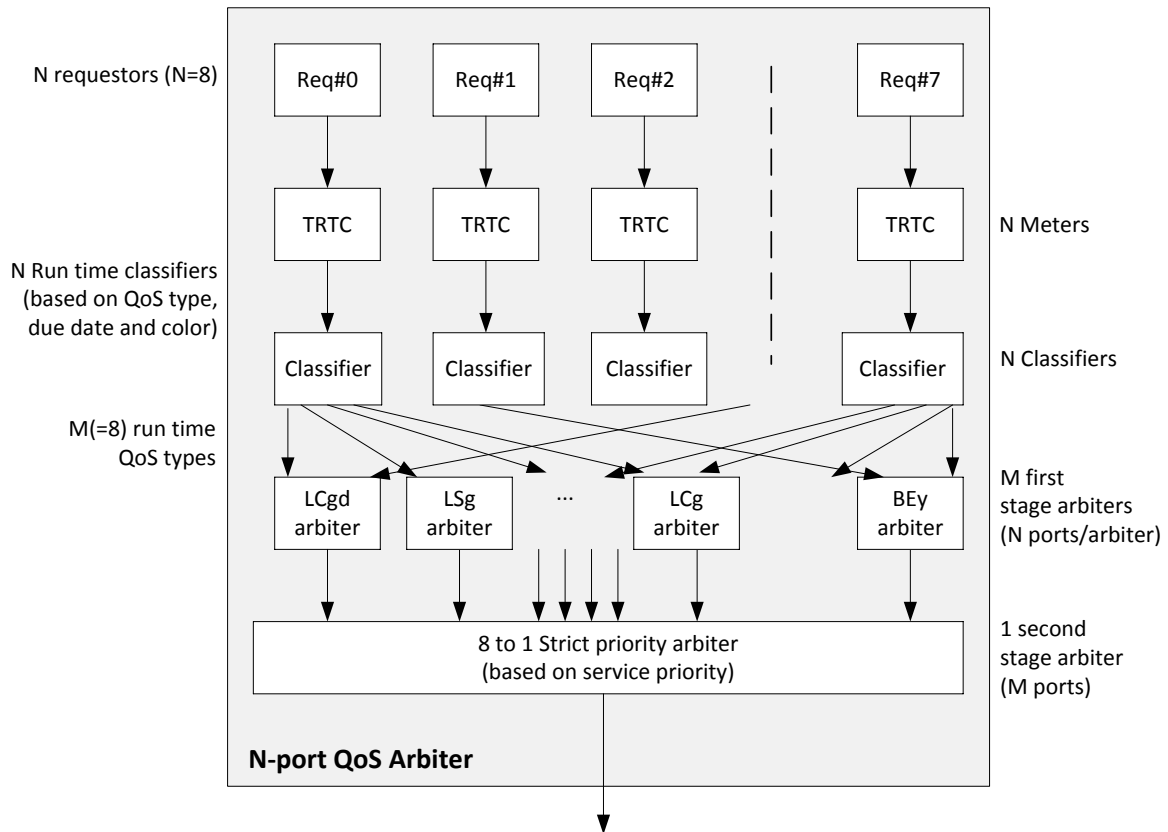 N requestors (N=8)
Req#0
Req#1
Req#2
Req#7
TRTC
TRTC
TRTC
TRTC
N Meters
N Run time classifiers
(based on QoS type,
due date and color)
Classifier
Classifier
Classifier
Classifier
N Classifiers
M(=8) run time
QoS types
LCgd
arbiter
LSg
arbiter
...
LCg
arbiter
BEy
arbiter
M first
stage arbiters
(N ports/arbiter)
8 to 1 Strict priority arbiter
(based on service priority)
1 second
stage arbiter
(M ports)
N-port QoS Arbiter